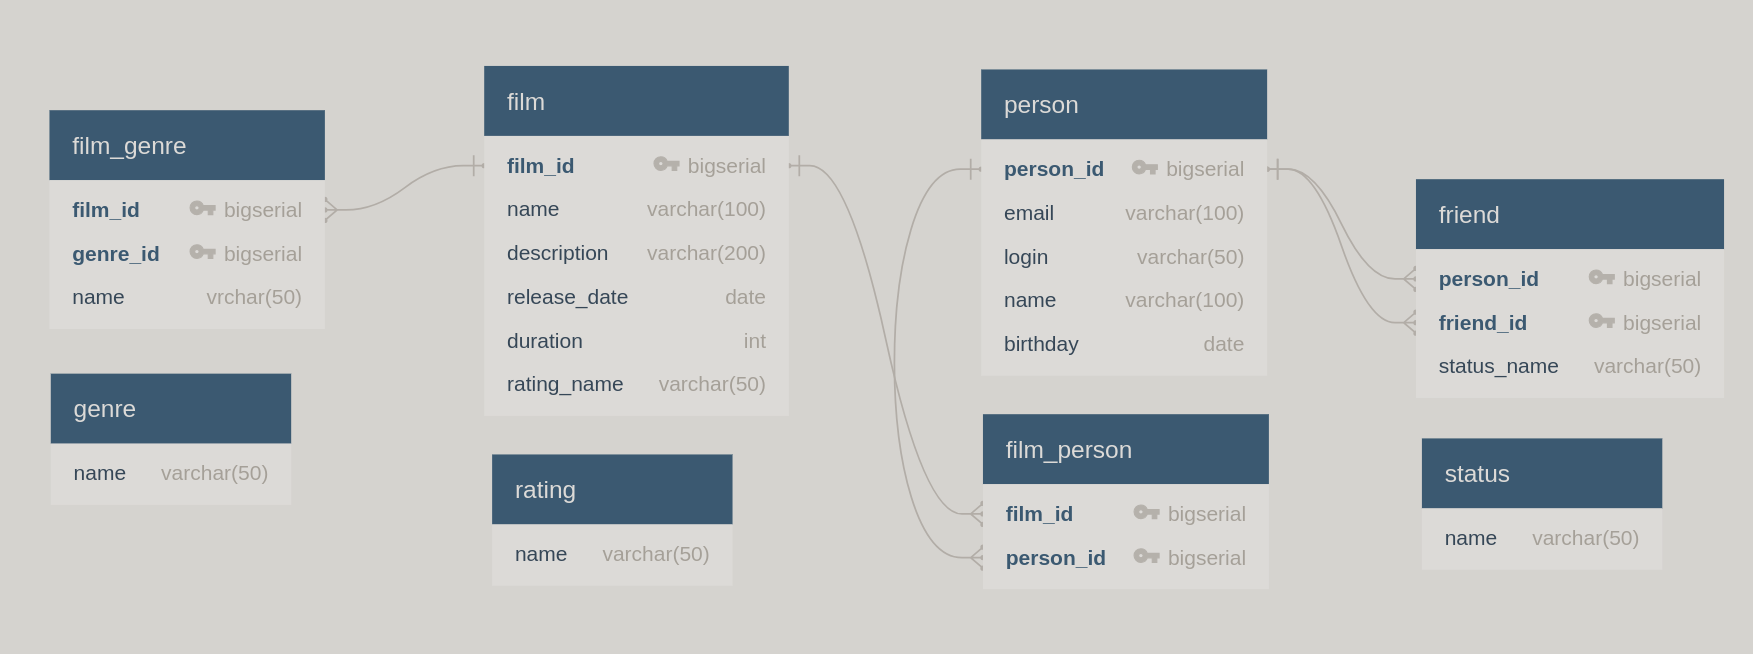 film_genre
film_id bigserial
genre_id bigserial
name vrchar(50)
genre
name varchar(50)
film
film_id bigserial
name varchar(100)
description varchar(200)
release_date date
duration int
rating_name varchar(50)
rating
name varchar(50)
person
person_id bigserial
email varchar(100)
login varchar(50)
name varchar(100)
birthday date
film_person
film_id bigserial
person_id bigserial
friend
person_id bigserial
friend_id bigserial
status_name varchar(50)
status
name varchar(50)